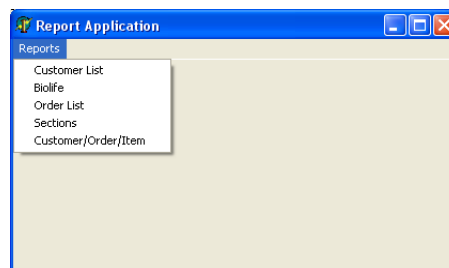 Report Application
Reports
Customer List
Biolife
Order List
Sections
Customer/Order/Item